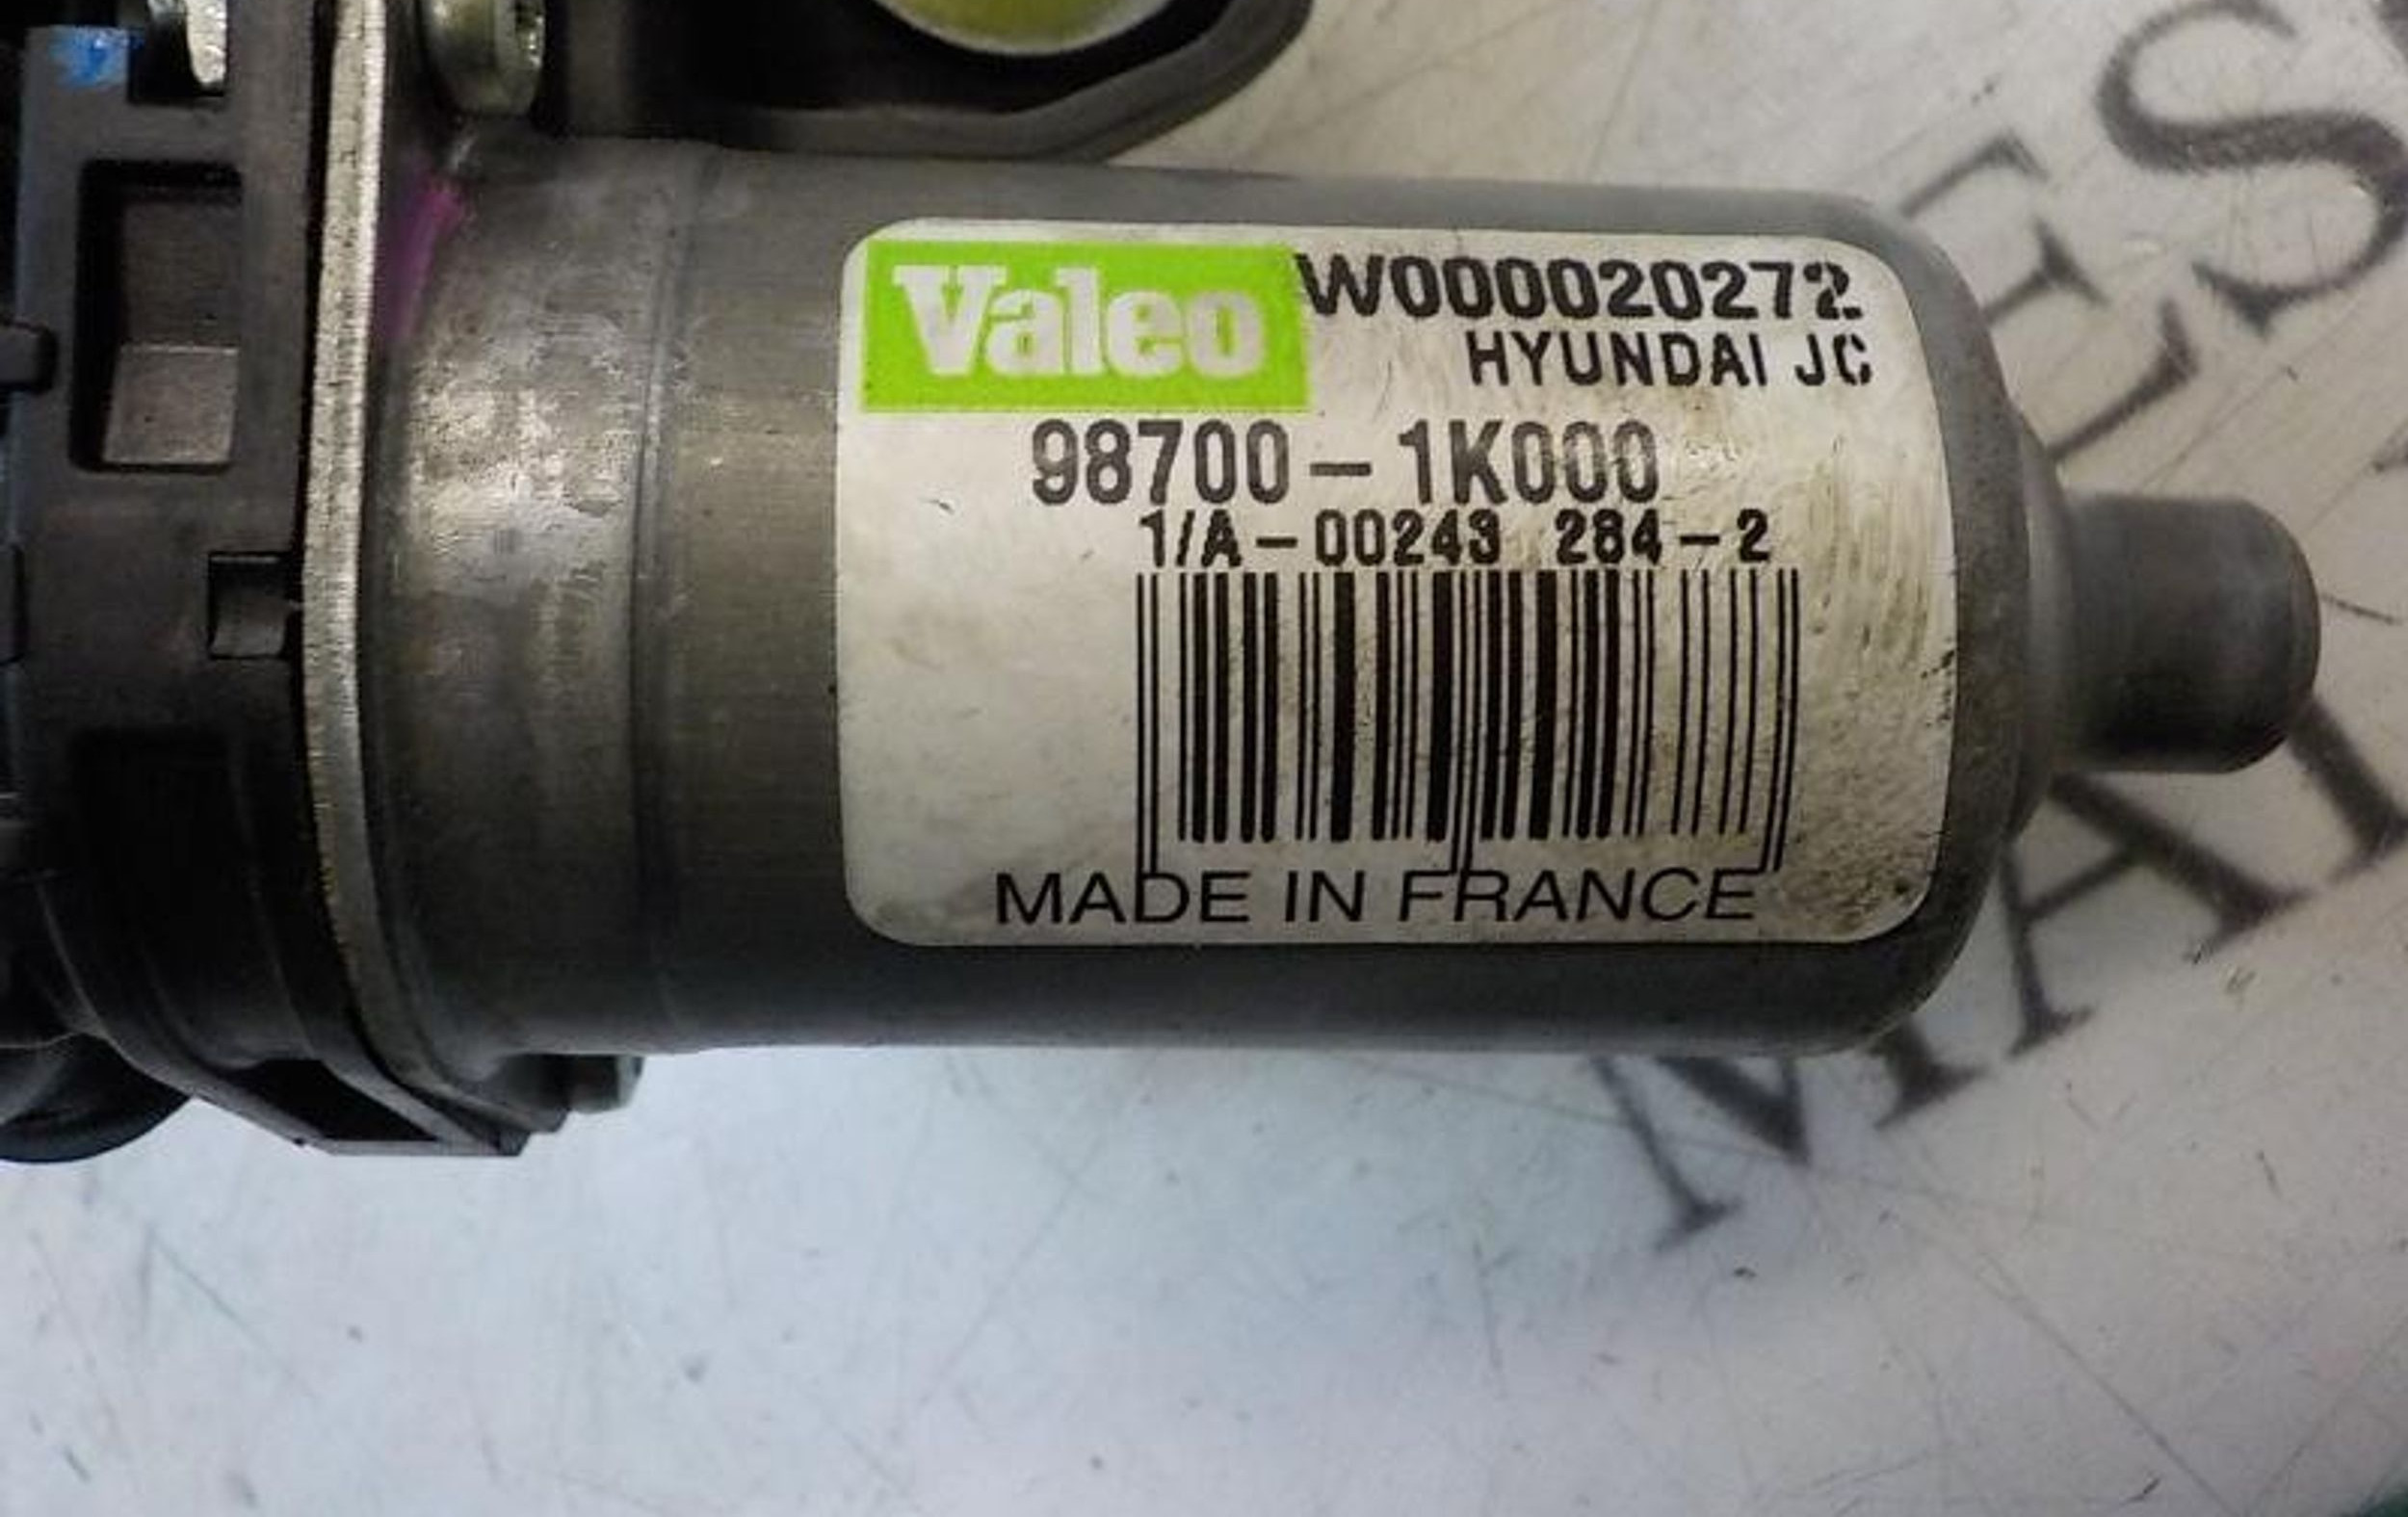 Valeo W000020272
HYUNDAI JC
98700-1K000
1/A-00243 284-2
MADE IN FRANCE